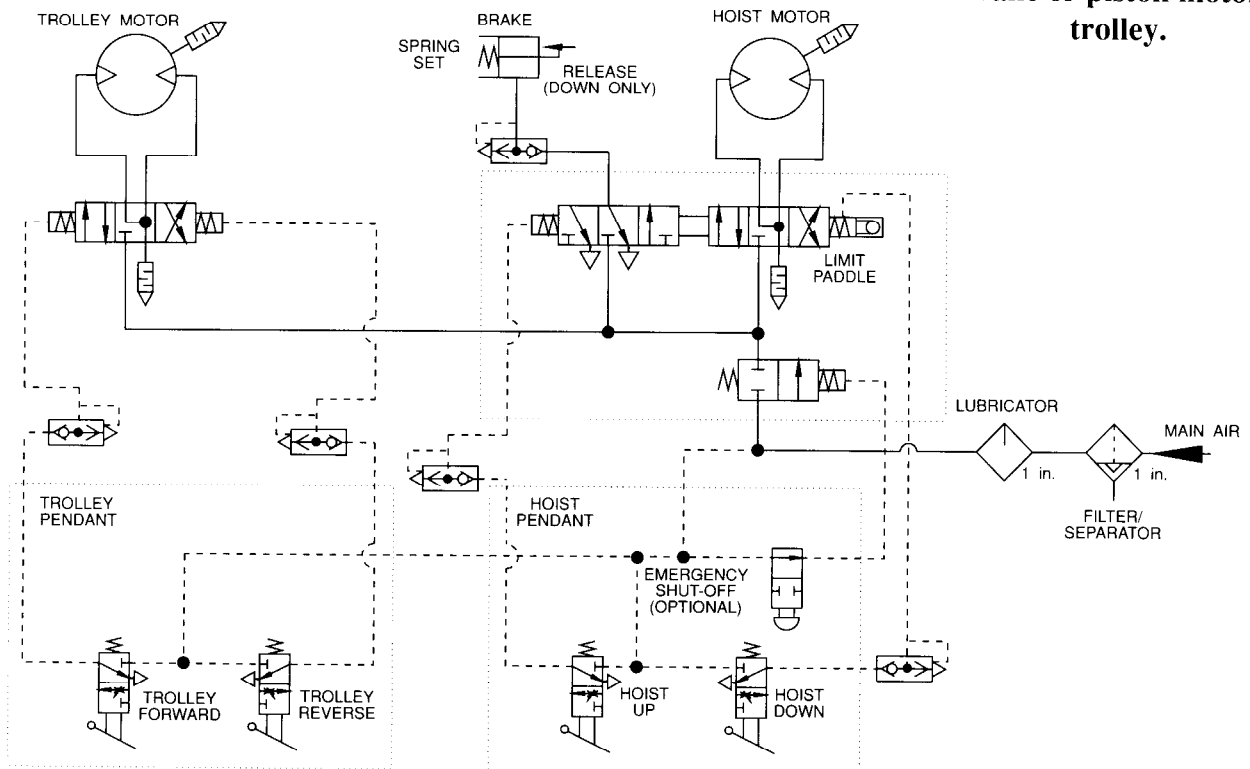 trolley.
TROLLEY MOTOR
BRAKE
HOIST MOTOR
SPRING
SET
RELEASE
(DOWN ONLY)
LIMIT
PADDLE
LUBRICATOR
MAIN AIR
1 in.
1 in.
FILTER/
SEPARATOR
TROLLEY
PENDANT
HOIST
PENDANT
EMERGENCY
SHUT-OFF
(OPTIONAL)
TROLLEY
FORWARD
TROLLEY
REVERSE
HOIST
UP
HOIST
DOWN